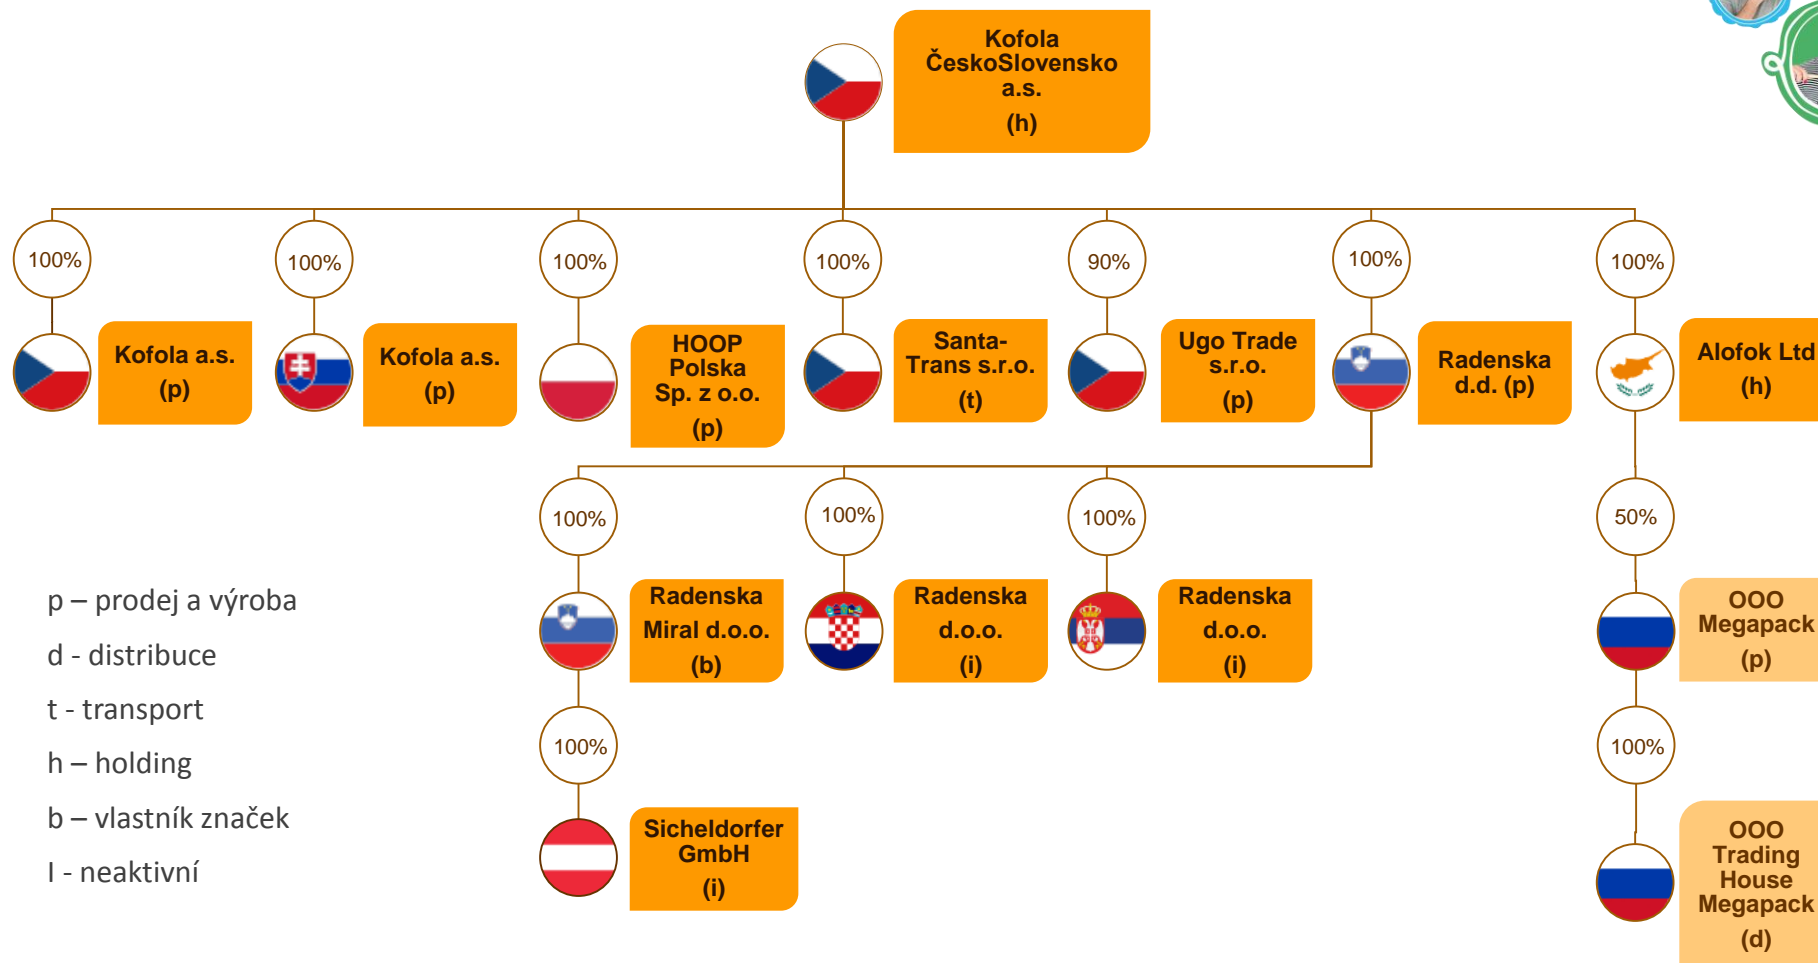 Kofola
ČeskoSlovensko
a.s.
(h)
100%
100%
100%
100%
90%
100%
100%
Kofola a.s.
(p)
Kofola a.s.
(p)
HOOP
Polska
Sp. z o.o.
(p)
Santa-
Trans s.r.o.
(t)
Ugo Trade
s.r.o.
(p)
Radenska
d.d. (p)
Alofok Ltd
(h)
100%
100%
100%
50%
Radenska
Miral d.o.o.
(b)
Radenska
d.o.o.
(i)
Radenska
d.o.o.
(i)
OOO
Megapack
(p)
100%
100%
Sicheldorfer
GmbH
(i)
OOO
Trading
House
Megapack
(d)
p – prodej a výroba
d - distribuce
t - transport
h – holding
b – vlastník značek
I - neaktivní